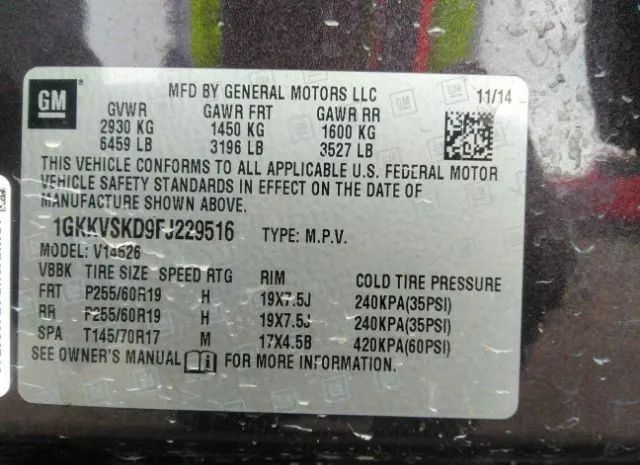 GM
MFD BY GENERAL MOTORS LLC 11/14
GVWR GAWR FRT GAWR RR
2930 KG 1450 KG 1600 KG
6459 LB 3196 LB 3527 LB
THIS VEHICLE CONFORMS TO ALL APPLICABLE U.S. FEDERAL MOTOR
VEHICLE SAFETY STANDARDS IN EFFECT ON THE DATE OF
MANUFACTURE SHOWN ABOVE.
1GKKVSKD9FJ229516 TYPE: M.P.V.
MODEL: V14526
VBBK TIRE SIZE SPEED RTG RIM COLD TIRE PRESSURE
FRT P255/60R19 H 19X7.5J 240KPA(35PSI)
RR P255/60R19 H 19X7.5J 240KPA(35PSI)
SPA T145/70R17 M 17X4.5B 420KPA(60PSI)
SEE OWNER'S MANUAL FOR MORE INFORMATION.